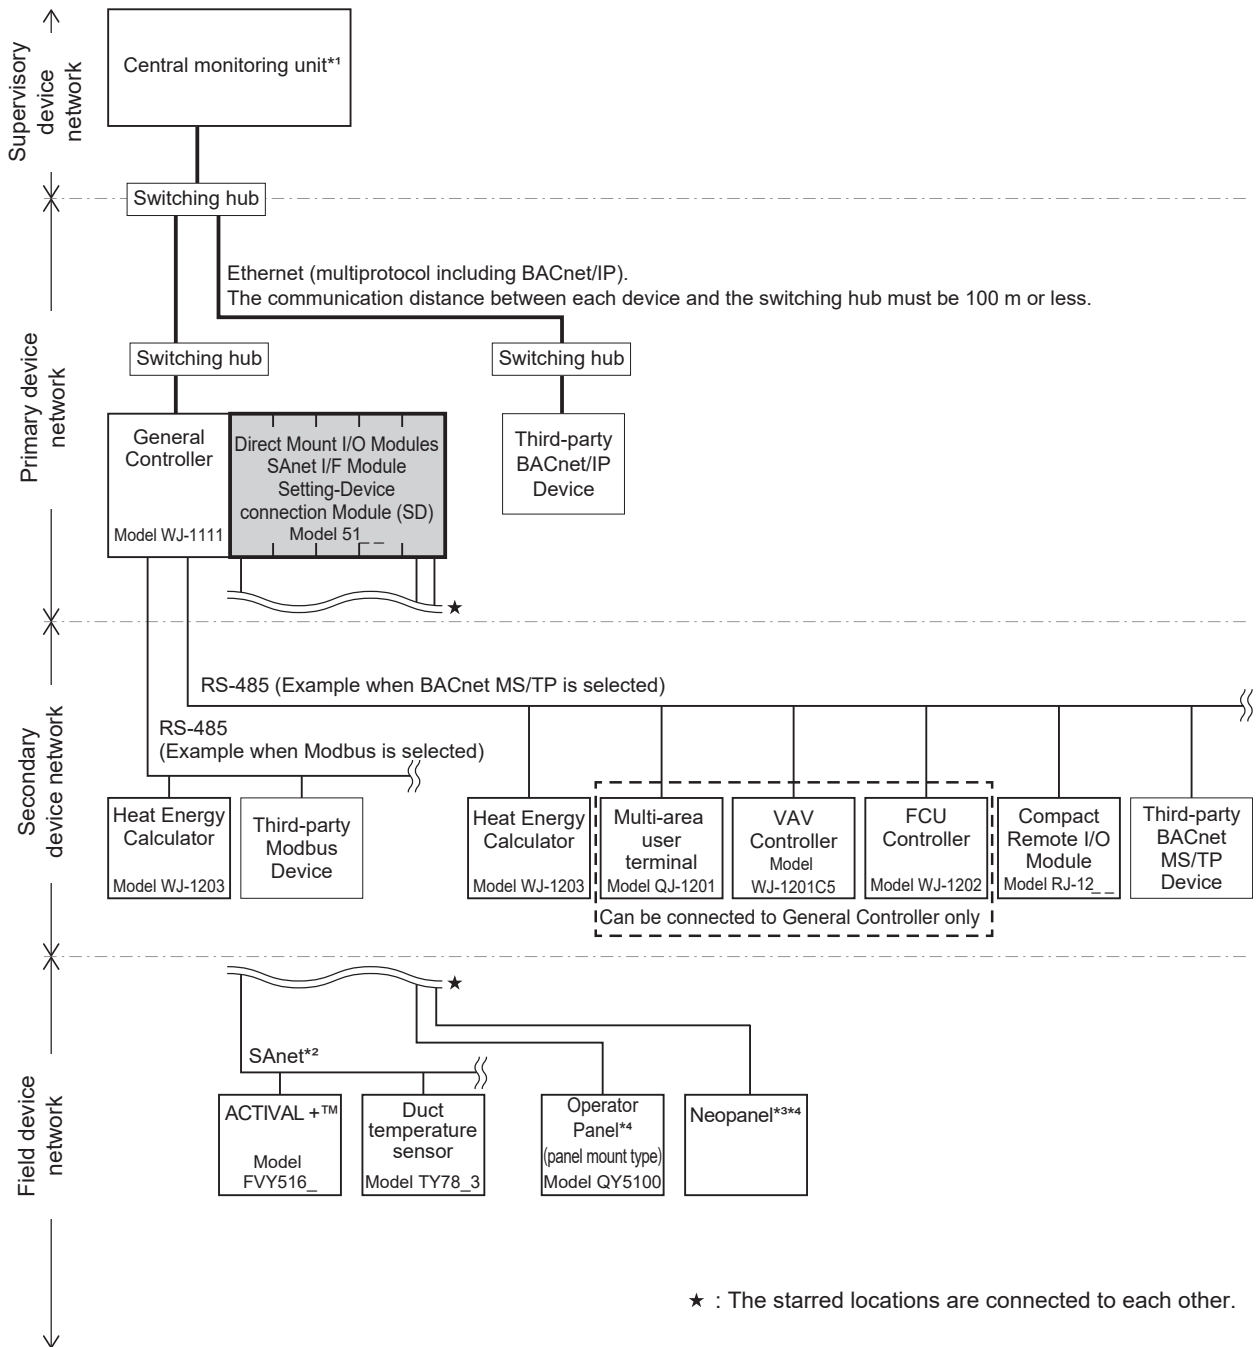 Supervisory
device
network
Central monitoring unit*¹
Switching hub
Primary device
network
Ethernet (multiprotocol including BACnet/IP).
The communication distance between each device and the switching hub must be 100 m or less.
Switching hub
Switching hub
General
Controller
Model WJ-1111
Direct Mount I/O Modules
SAnet I/F Module
Setting-Device
connection Module (SD)
Model 51_ _
Third-party
BACnet/IP
Device
★
Secondary
device network
RS-485 (Example when BACnet MS/TP is selected)
RS-485
(Example when Modbus is selected)
Heat Energy
Calculator
Model WJ-1203
Third-party
Modbus
Device
Heat Energy
Calculator
Model WJ-1203
Multi-area
user
terminal
Model QJ-1201
VAV
Controller
Model
WJ-1201C5
FCU
Controller
Model WJ-1202
Compact
Remote I/O
Module
Model RJ-12_ _
Third-party
BACnet
MS/TP
Device
Can be connected to General Controller only
Field device
network
★
SAnet*²
ACTIVAL +™
Model
FVY516_
Duct
temperature
sensor
Model TY78_3
Operator
Panel*⁴
(panel mount type)
Model QY5100
Neopanel*³*⁴
★ : The starred locations are connected to each other.